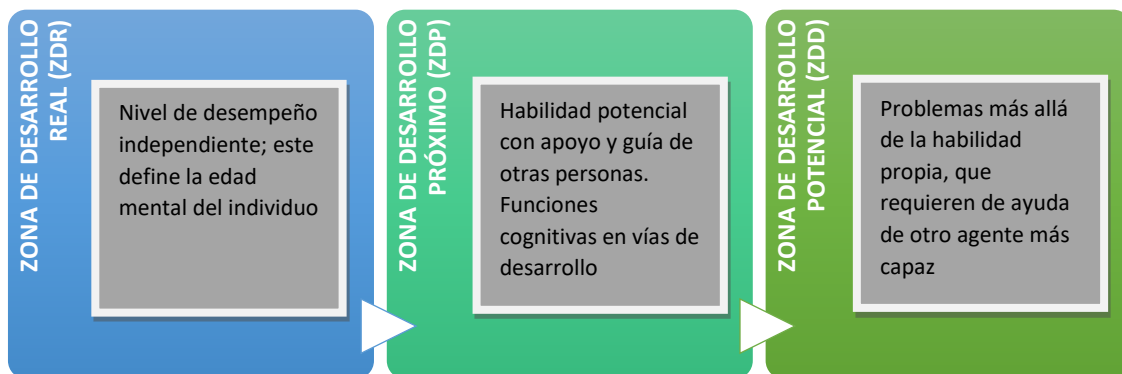 ZONA DE DESARROLLO
REAL (ZDR)
Nivel de desempeño
independiente; este
define la edad
mental del individuo
ZONA DE DESARROLLO
PRÓXIMO (ZDP)
Habilidad potencial
con apoyo y guía de
otras personas.
Funciones
cognitivas en vías de
desarrollo
ZONA DE DESARROLLO
POTENCIAL (ZDD)
Problemas más allá
de la habilidad
propia, que
requieren de ayuda
de otro agente más
capaz